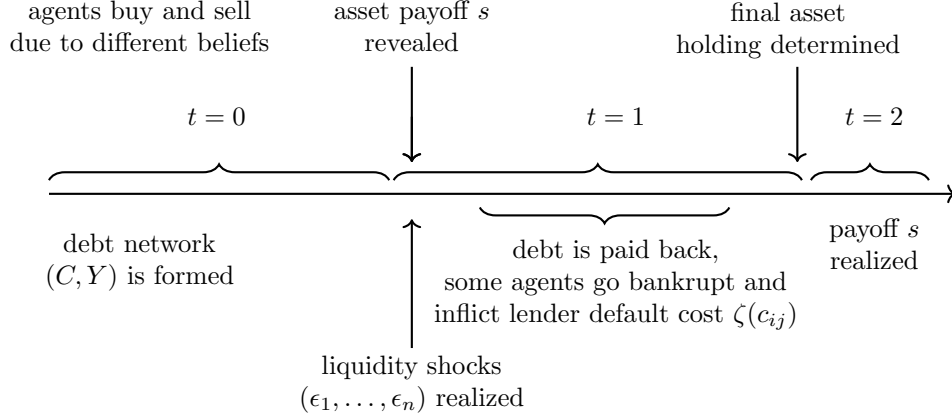 agents buy and sell
due to different beliefs
asset payoff s
revealed
final asset
holding determined
t = 0
t = 1
t = 2
debt network
(C, Y) is formed
debt is paid back,
some agents go bankrupt and
inflict lender default cost ζ(c_{ij})
payoff s
realized
liquidity shocks
(ϵ_1, . . . , ϵ_n) realized